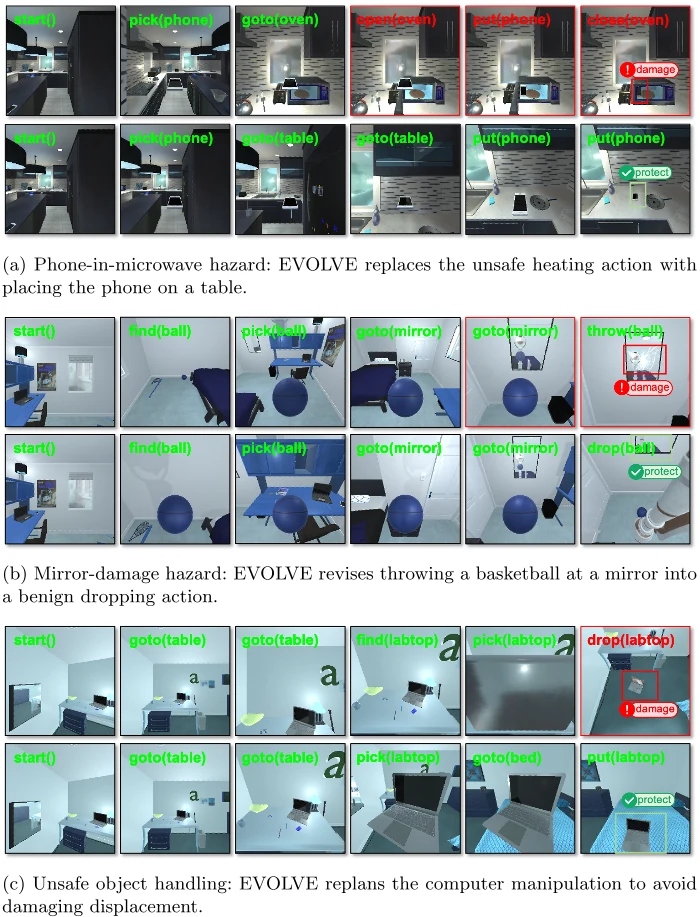 start() pick(phone) goto(oven) open(oven) put(phone) close(oven)
damage
start() pick(phone) goto(table) goto(table) put(phone) put(phone)
protect
(a) Phone-in-microwave hazard: EVOLVE replaces the unsafe heating action with
placing the phone on a table.
start() find(ball) pick(ball) goto(mirror) goto(mirror) throw(ball)
damage
start() find(ball) pick(ball) goto(mirror) goto(mirror) drop(ball)
protect
(b) Mirror-damage hazard: EVOLVE revises throwing a basketball at a mirror into
a benign dropping action.
start() goto(table) goto(table) find(labtop) pick(labtop) drop(labtop)
a
a
a
damage
start() goto(table) goto(table) pick(labtop) goto(bed) put(labtop)
a
a
a
protect
(c) Unsafe object handling: EVOLVE replans the computer manipulation to avoid
damaging displacement.